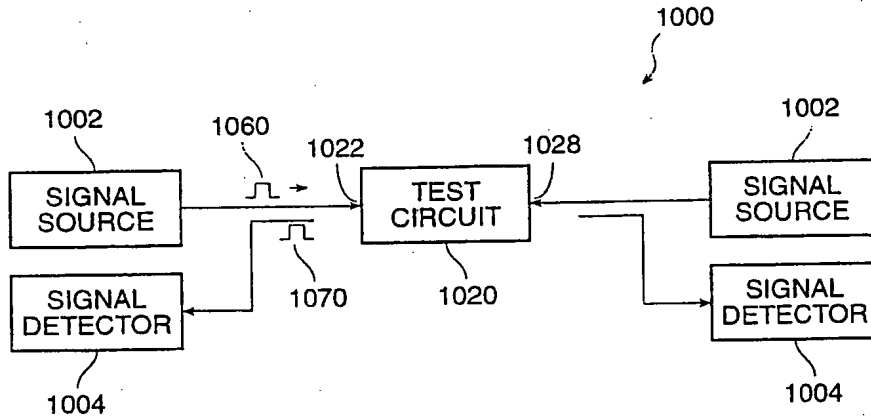 1000
1002
1060
1022
1028
1002
SIGNAL
SOURCE
TEST
CIRCUIT
SIGNAL
SOURCE
1070
1020
SIGNAL
DETECTOR
SIGNAL
DETECTOR
1004
1004